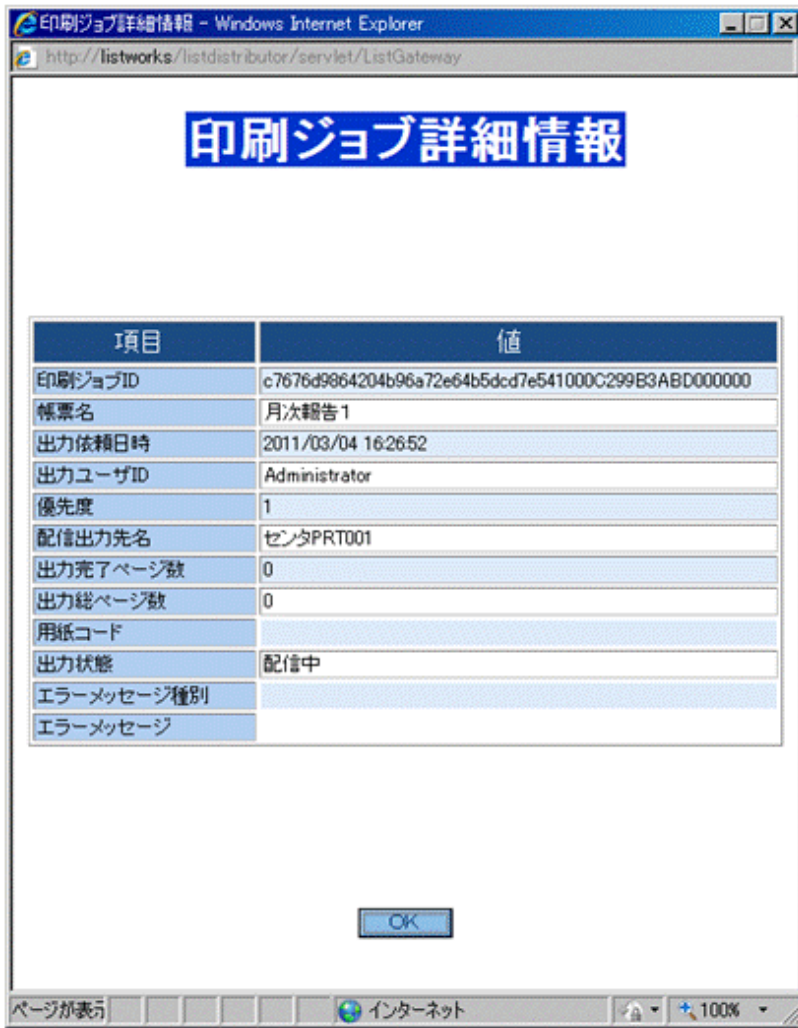 印刷ジョブ詳細情報 - Windows Internet Explorer
http://listworks/listdistributor/servlet/ListGateway
印刷ジョブ詳細情報
項目 値
印刷ジョブID c7676d9864204b96a72e64b5dcd7e541000C299B3ABD000000
帳票名 月次報告1
出力依頼日時 2011/03/04 16:26:52
出力ユーザID Administrator
優先度 1
配信出力先名 センタPRT001
出力完了ページ数 0
出力総ページ数 0
用紙コード
出力状態 配信中
エラーメッセージ種別
エラーメッセージ
OK
ページが表示 インターネット 100%